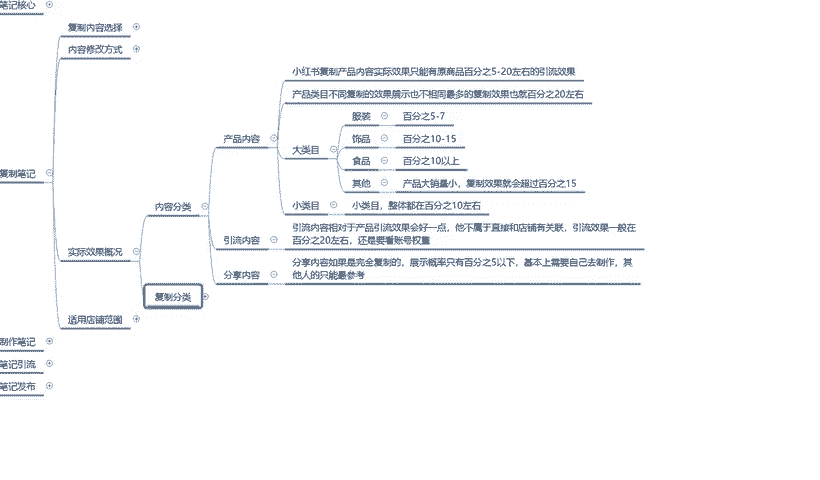 笔记核心
复制内容选择
内容修改方式
小红书复制产品内容实际效果只能有原商品百分之5-20左右的引流效果
产品类目不同复制的效果展示也不相同最多的复制效果也就百分之20左右
服装
百分之5-7
产品内容
饰品
百分之10-15
大类目
食品
百分之10以上
复制笔记
其他
产品大销量小，复制效果就会超过百分之15
内容分类
小类目
小类目，整体都在百分之10左右
引流内容相对于产品引流效果会好一点，他不属于直接和店铺有关联，引流效果一般在
引流内容
百分之20左右，还是要看账号权重
实际效果概况
分享内容如果是完全复制的，展示概率只有百分之5以下，基本上需要自己去制作，其
分享内容
他人的只能最参考
复制分类
适用店铺范围
制作笔记
笔记引流
笔记发布